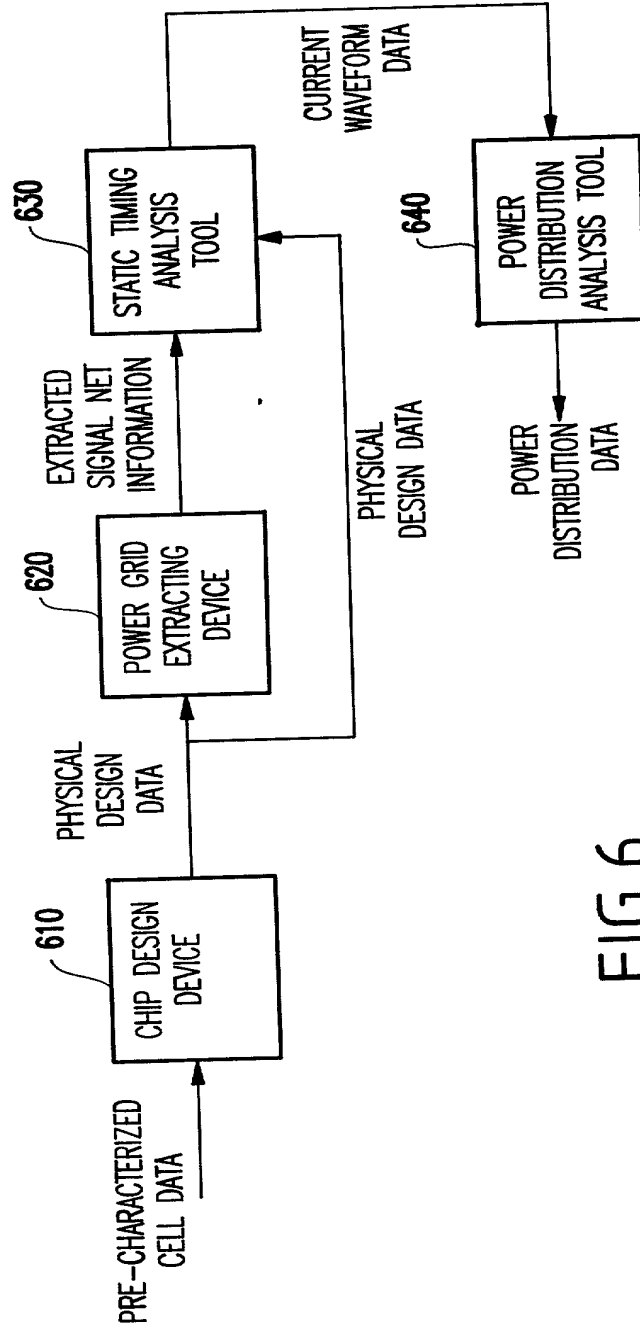 PRE-CHARACTERIZED
CELL DATA
610
CHIP DESIGN
DEVICE
PHYSICAL
DESIGN
DATA
620
POWER GRID
EXTRACTING
DEVICE
EXTRACTED
SIGNAL NET
INFORMATION
630
STATIC TIMING
ANALYSIS
TOOL
PHYSICAL
DESIGN DATA
CURRENT
WAVEFORM
DATA
640
POWER
DISTRIBUTION
ANALYSIS TOOL
POWER
DISTRIBUTION
DATA
FIG.6